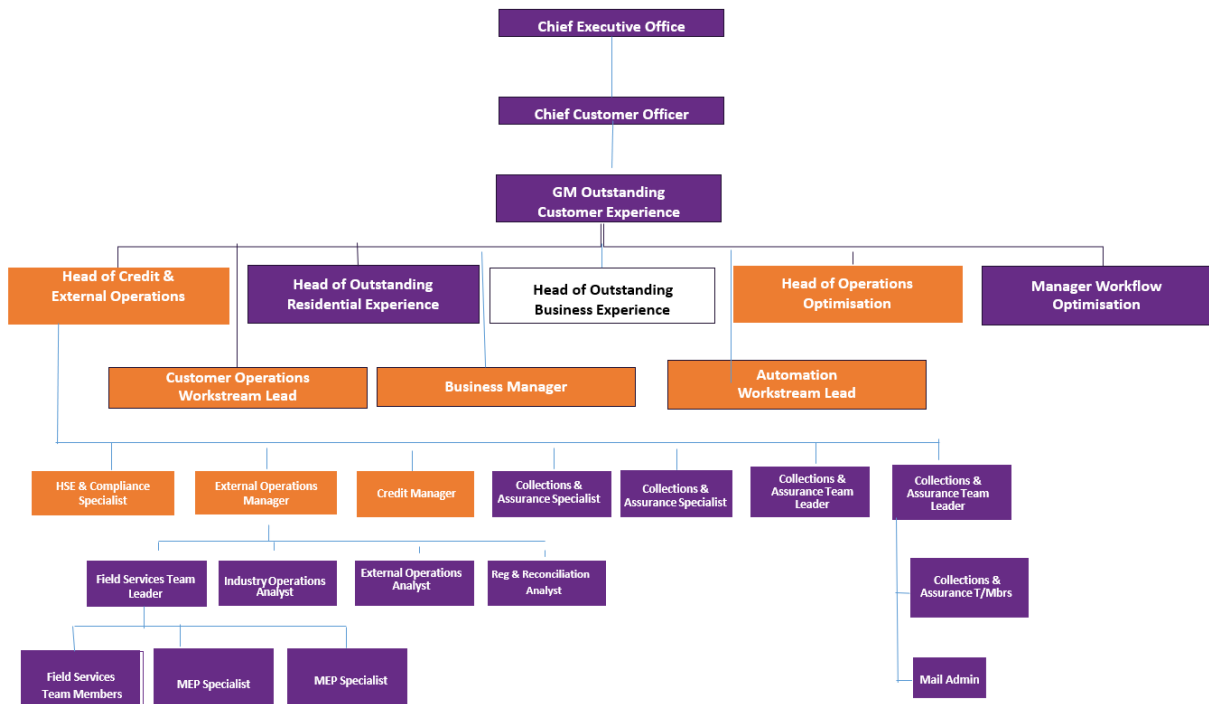 Chief Executive Office
Chief Customer Officer
GM Outstanding
Customer Experience
Head of Credit &
External Operations
Head of Outstanding
Residential Experience
Head of Outstanding
Business Experience
Head of Operations
Optimisation
Manager Workflow
Optimisation
Customer Operations
Workstream Lead
Business Manager
Automation
Workstream Lead
HSE & Compliance
Specialist
External Operations
Manager
Credit Manager
Collections &
Assurance Specialist
Collections &
Assurance Specialist
Collections &
Assurance Team
Leader
Collections &
Assurance Team
Leader
Field Services Team
Leader
Industry Operations
Analyst
External Operations
Analyst
Reg & Reconciliation
Analyst
Collections &
Assurance T/Mbrs
Field Services
Team Members
MEP Specialist
MEP Specialist
Mail Admin